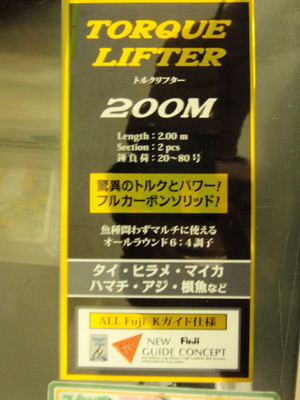 TORQUE
LIFTER
トルクリフター
200M
Length : 2.00 m
Section : 2 pcs
錘負荷 : 20~80号
驚異のトルクとパワー!
フルカーボンソリッド!
魚種問わずマルチに使える
オールラウンド6:4調子
タイ・ヒラメ・マイカ
ハマチ・アジ・根魚など
ALL Fuji Kガイド仕様
NEW Fuji
GUIDE CONCEPT